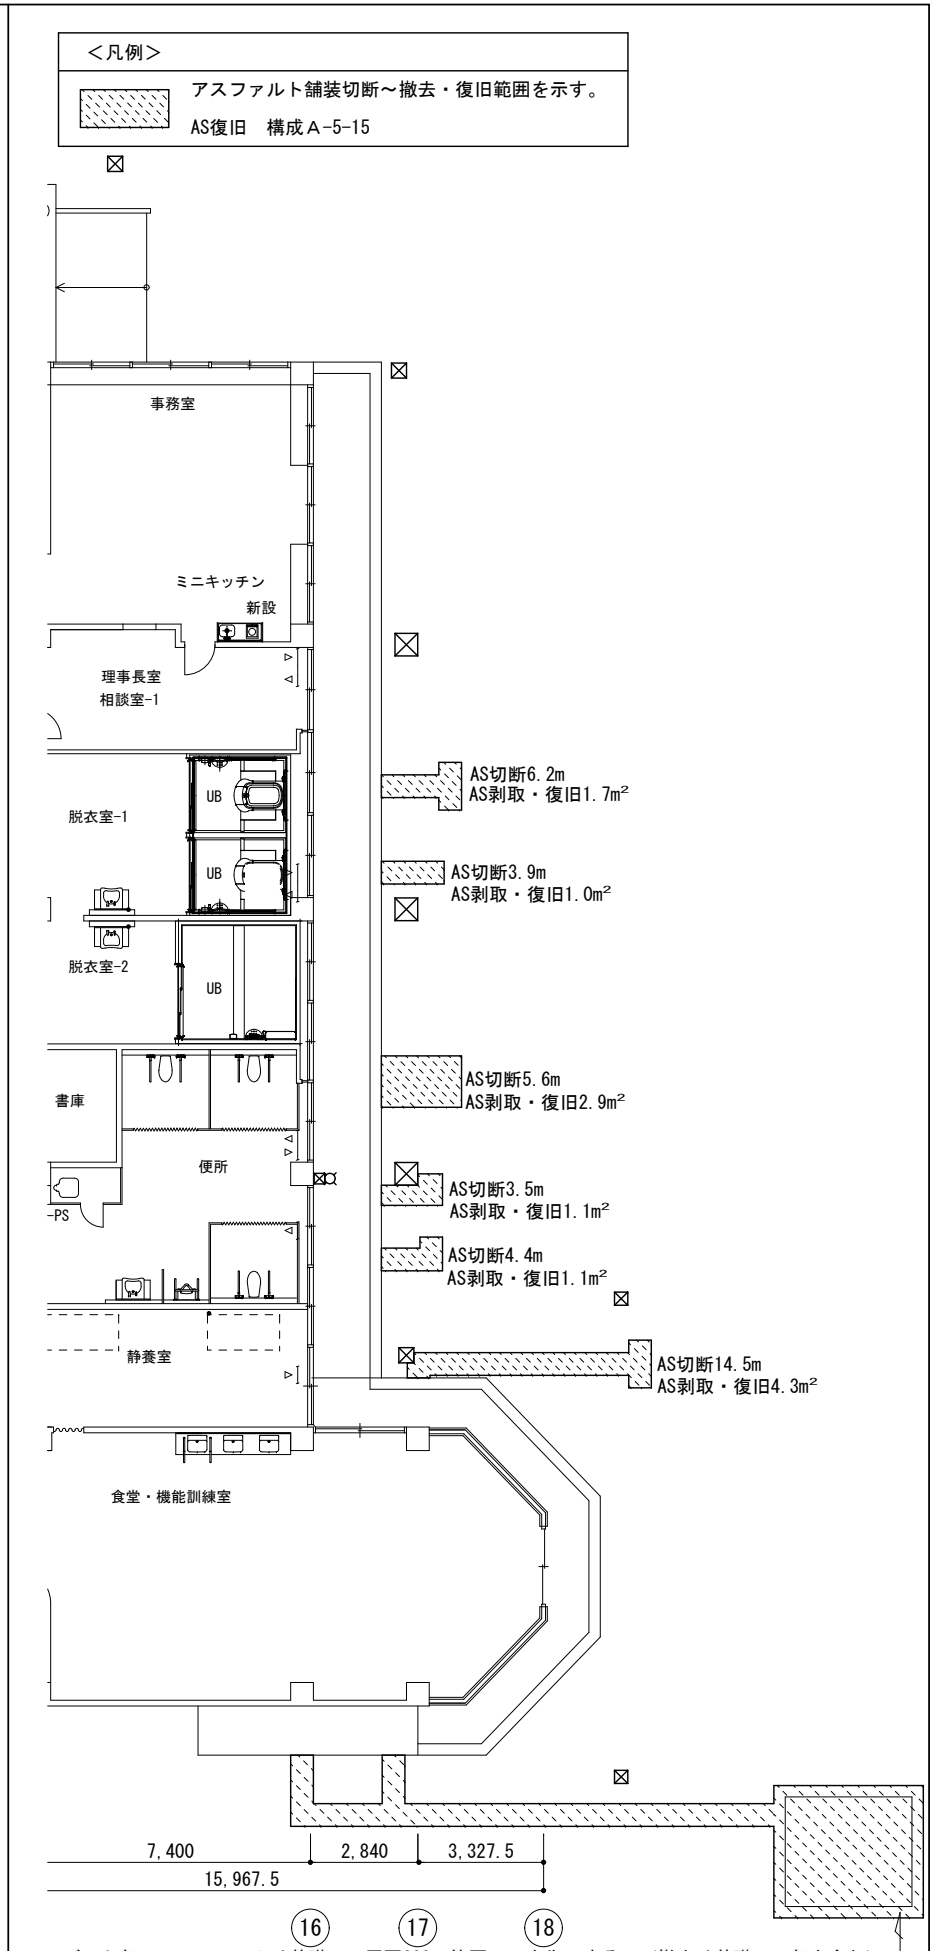 ＜凡例＞
アスファルト舗装切断～撤去・復旧範囲を示す。
AS復旧　構成A-5-15
事務室
ミニキッチン
新設
理事長室
相談室-1
UB
脱衣室-1
UB
脱衣室-2
UB
書庫
便所
-PS
静養室
食堂・機能訓練室
AS切断6.2m
AS剥取・復旧1.7m²
AS切断3.9m
AS剥取・復旧1.0m²
AS切断5.6m
AS剥取・復旧2.9m²
AS切断3.5m
AS剥取・復旧1.1m²
AS切断4.4m
AS剥取・復旧1.1m²
AS切断14.5m
AS剥取・復旧4.3m²
7,400
2,840
3,327.5
15,967.5
16
17
18